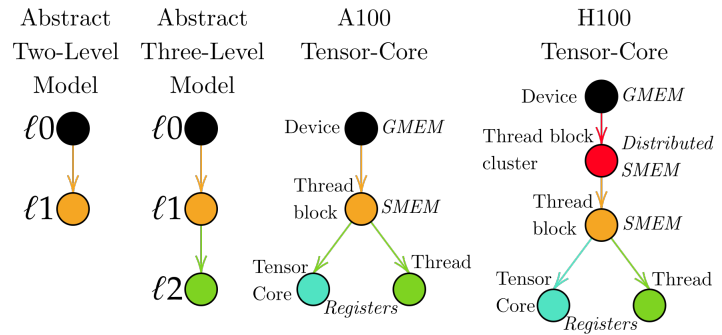 Abstract
Two-Level
Model
ℓ0
ℓ1
Abstract
Three-Level
Model
ℓ0
ℓ1
ℓ2
A100
Tensor-Core
Device GMEM
Thread
block SMEM
Tensor
Core
Thread
Registers
H100
Tensor-Core
Device GMEM
Thread block
cluster
Distributed
SMEM
Thread
block SMEM
Tensor
Core
Thread
Registers